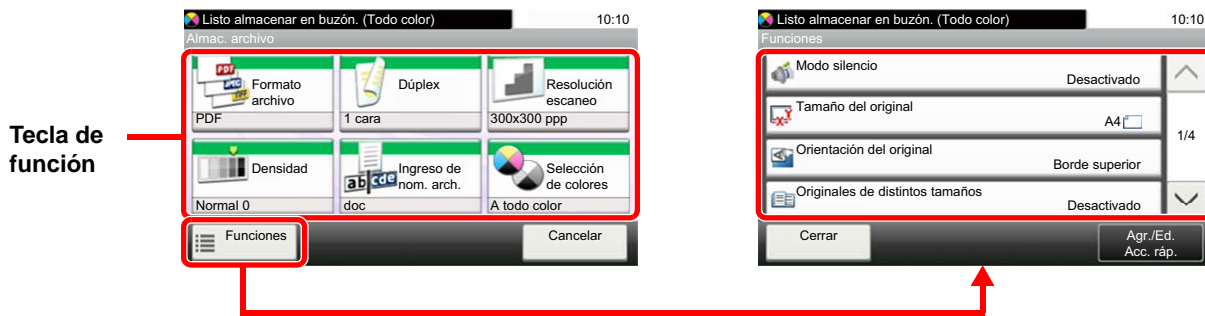 Listo almacenar en buzón. (Todo color) 10:10
Almac. archivo
Formato
archivo
PDF
Dúplex
1 cara
Resolución
escaneo
300x300 ppp
Densidad
Normal 0
Ingreso de
nom. arch.
doc
Selección
de colores
A todo color
Funciones
Cancelar
Tecla de
función
Listo almacenar en buzón. (Todo color) 10:10
Funciones
Modo silencio
Desactivado
Tamaño del original
A4
Orientación del original
Borde superior
Originales de distintos tamaños
Desactivado
1/4
Cerrar
Agr./Ed.
Acc. ráp.